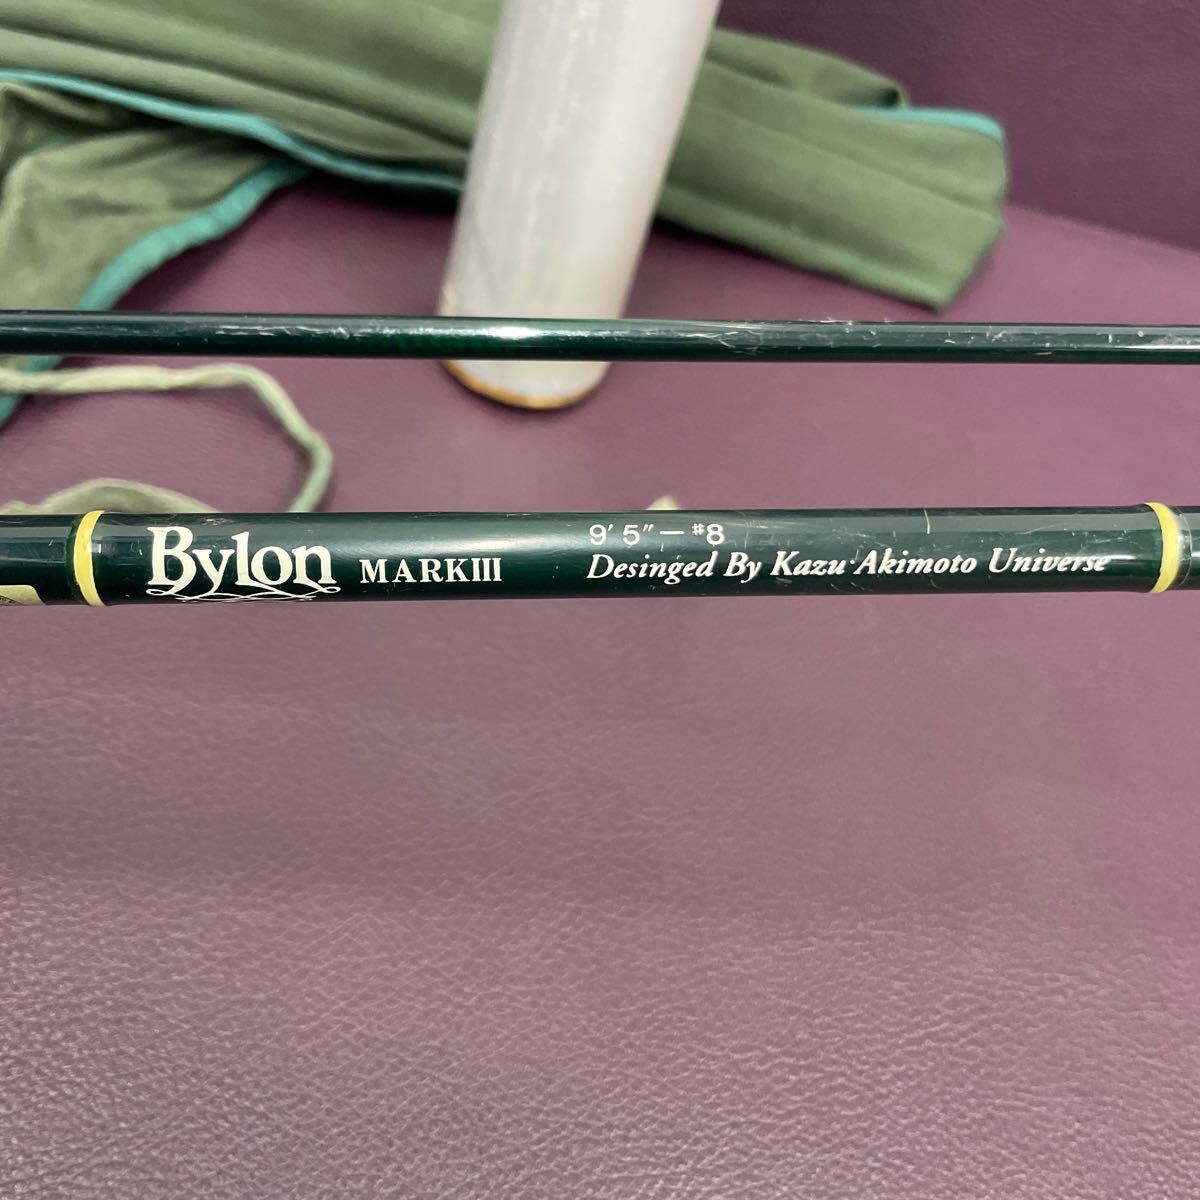 Bylon MARKIII
9' 5" — #8
Desinged By Kazu·Akimoto Universe